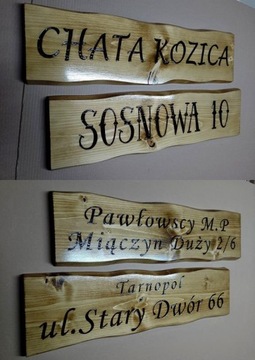 CHATA KOZICA
SOSNOWA 10
Pawłowscy M.P
Miączyn Duży 2/6
Tarnopol
ul.Stary Dwór 66